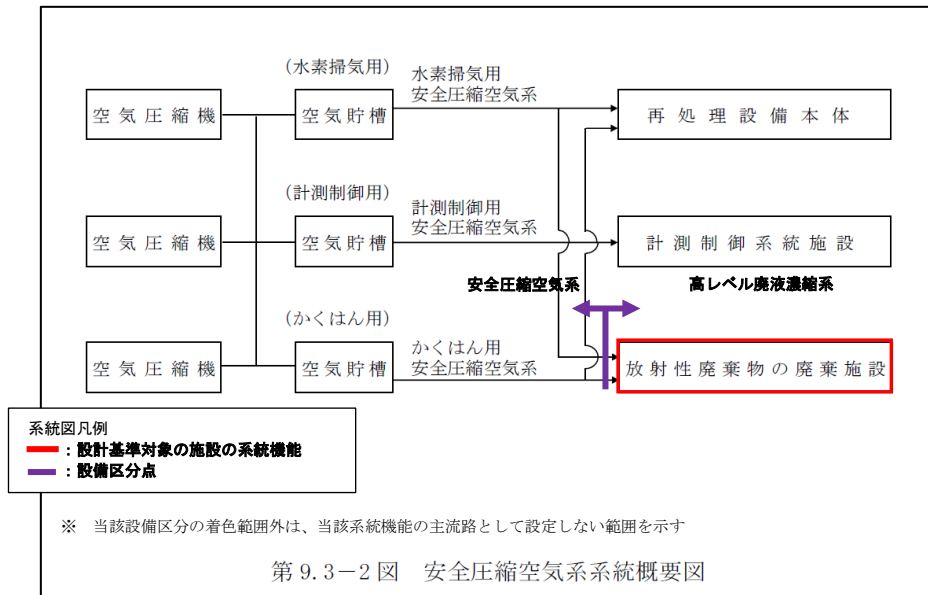 (水素掃気用)
水素掃気用
安全圧縮空気系
空気圧縮機
空気貯槽
再処理設備本体
(計測制御用)
計測制御用
安全圧縮空気系
空気圧縮機
空気貯槽
計測制御系統施設
安全圧縮空気系
高レベル廃液濃縮系
(かくはん用)
かくはん用
安全圧縮空気系
空気圧縮機
空気貯槽
放射性廃棄物の廃棄施設
系統図凡例
:設計基準対象の施設の系統機能
:設備区分点
※ 当該設備区分の着色範囲外は、当該系統機能の主流路として設定しない範囲を示す
第9.3-2図 安全圧縮空気系系統概要図